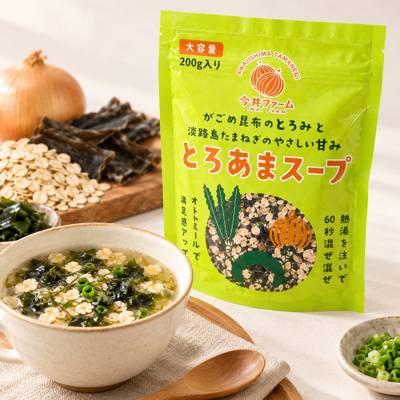 大容量
200g入り
AWAJISHIMA TAMANEGI
今井ファーム
IMAI FARM
がごめ昆布のとろみと
淡路島たまねぎのやさしい甘み
とろあまスープ
熱湯を注いで
60秒混ぜ混ぜ
オートミールで
満足感アップ